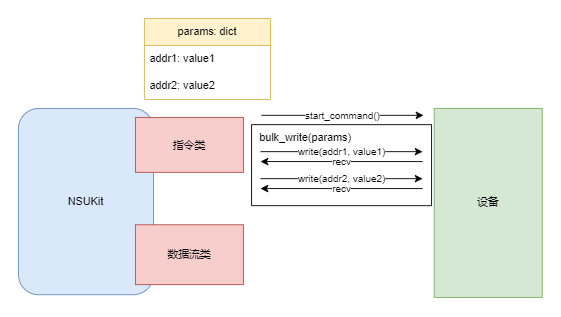 params: dict
addr1: value1
addr2: value2
start_command()
指令类
bulk_write(params)
write(addr1, value1)
recv
write(addr2, value2)
recv
NSUKit
设备
数据流类